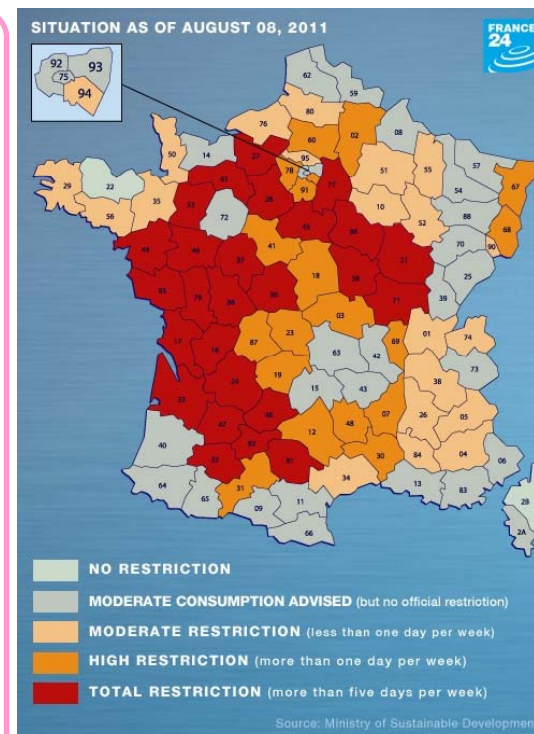 SITUATION AS OF AUGUST 08, 2011
FRANCE
24
92 93
75
94
62 59
76 80
60 02 08
50 14 27 95 51 55 57
78 77 54 67
29 22 35 61 28 91
56 53 72 10 52 88 68
45 89 70 90
44 49 37 41 21 25
18 58 39
85 79 86 36 71
03
17 16 87 23 63 42 69 01 74
24 19 15 43 38 73
33 46 12 48 07 26 05
40 47 82 30 84 04
32 81 34 13 83 06
64 65 31 09 11 2B
66 2A
NO RESTRICTION
MODERATE CONSUMPTION ADVISED (but no official restriction)
MODERATE RESTRICTION (less than one day per week)
HIGH RESTRICTION (more than one day per week)
TOTAL RESTRICTION (more than five days per week)
Source: Ministry of Sustainable Developmen